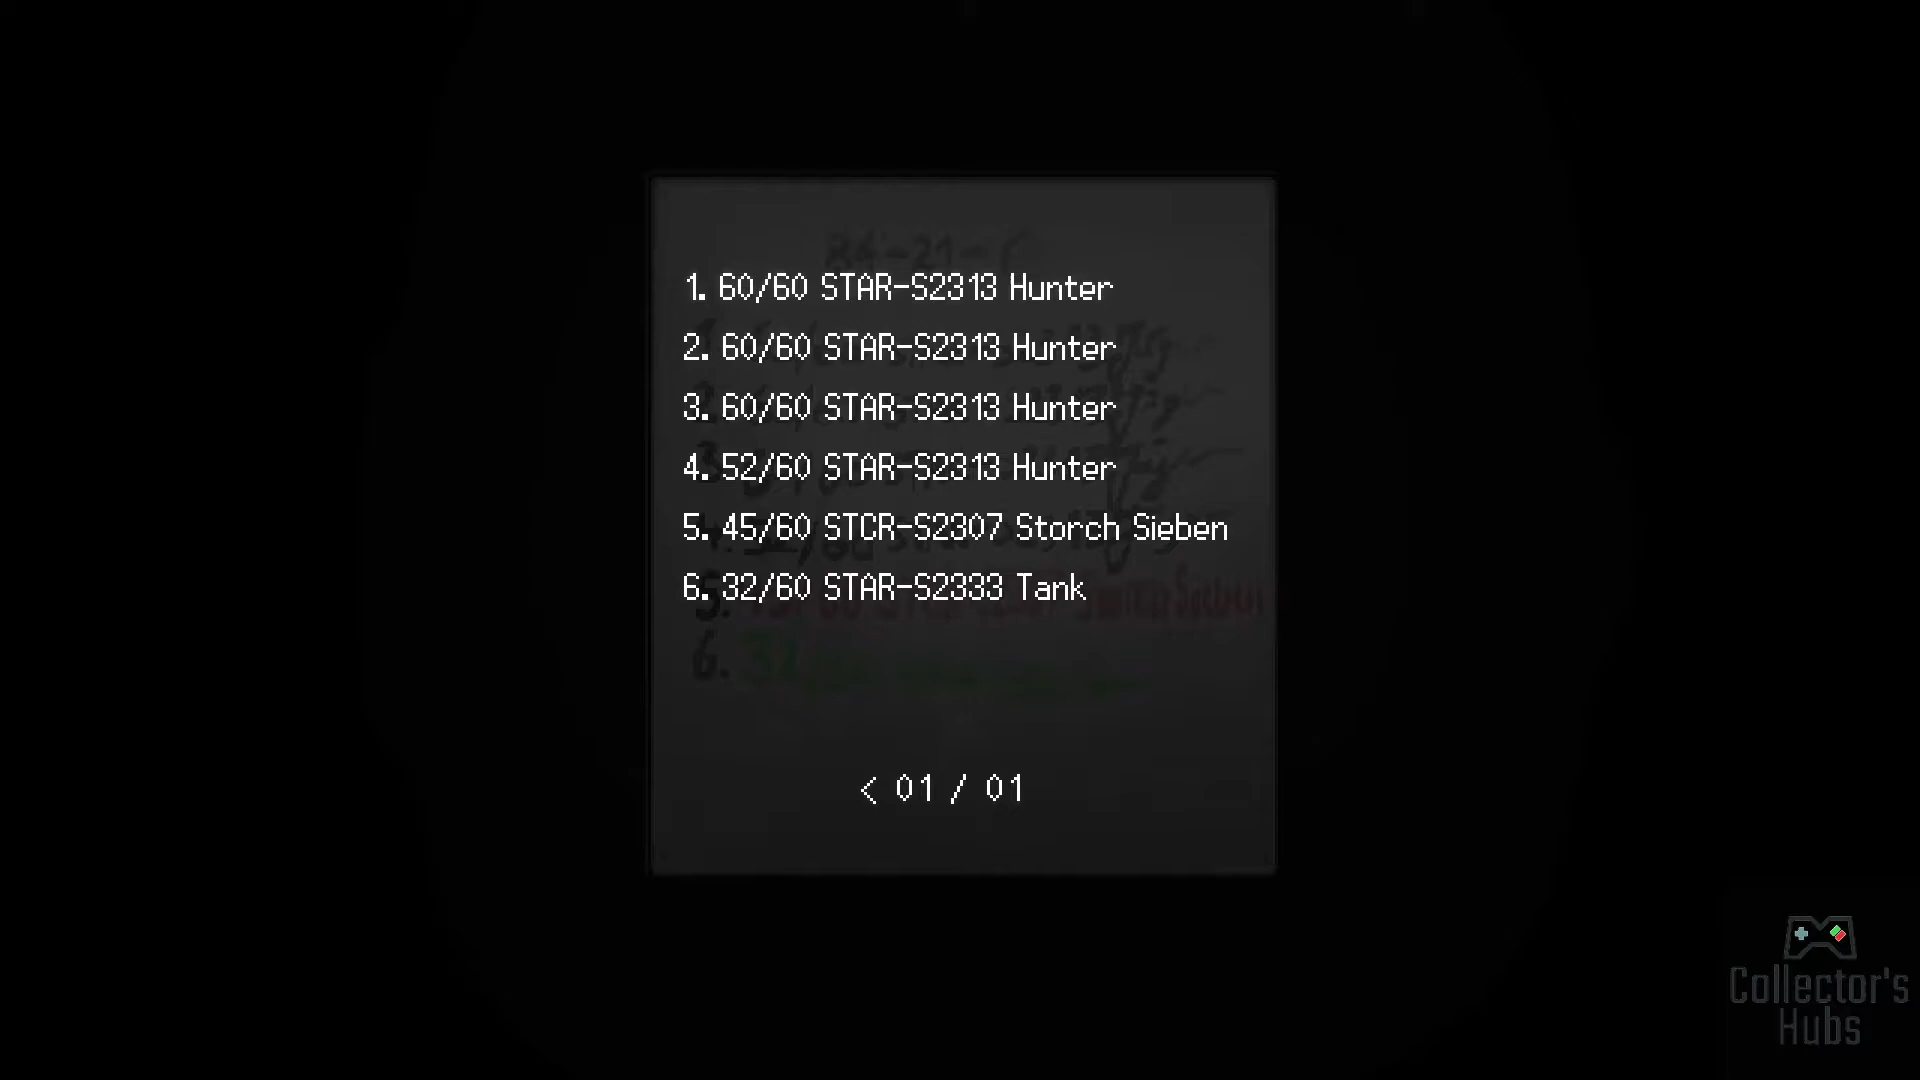 1. 60/60 STAR-S2313 Hunter
2. 60/60 STAR-S2313 Hunter
3. 60/60 STAR-S2313 Hunter
4. 52/60 STAR-S2313 Hunter
5. 45/60 STCR-S2307 Storch Sieben
6. 32/60 STAR-S2333 Tank
< 01 / 01
Collector's
Hubs